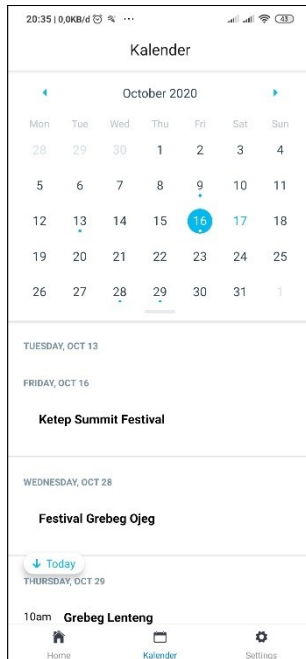 20:35 | 0,0KB/d ...
43
Kalender
October 2020
Mon Tue Wed Thu Fri Sat Sun
28 29 30 1 2 3 4
5 6 7 8 9 10 11
12 13 14 15 16 17 18
19 20 21 22 23 24 25
26 27 28 29 30 31 1
TUESDAY, OCT 13
FRIDAY, OCT 16
Ketep Summit Festival
WEDNESDAY, OCT 28
Festival Grebeg Ojeg
↓ Today
THURSDAY, OCT 29
10am Grebeg Lenteng
Home Kalender Settings